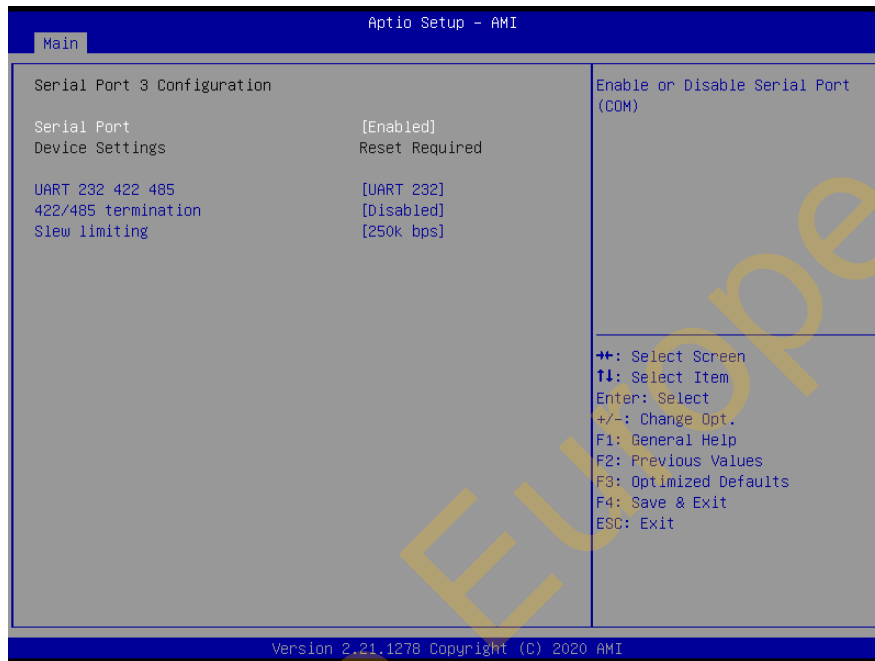 Aptio Setup - AMI
Main
Serial Port 3 Configuration
Serial Port [Enabled]
Device Settings Reset Required
UART 232 422 485 [UART 232]
422/485 termination [Disabled]
Slew limiting [250k bps]
Enable or Disable Serial Port
(COM)
→←: Select Screen
↑↓: Select Item
Enter: Select
+/-: Change Opt.
F1: General Help
F2: Previous Values
F3: Optimized Defaults
F4: Save & Exit
ESC: Exit
Version 2.21.1278 Copyright (C) 2020 AMI
Europe